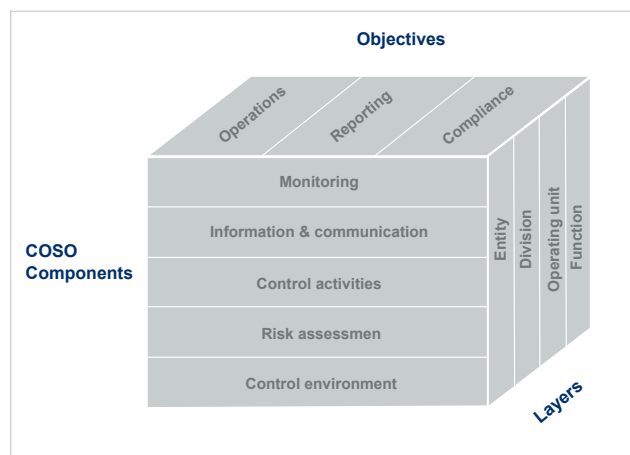 Objectives
Operations
Reporting
Compliance
Monitoring
Information & communication
COSO
Components
Control activities
Risk assessmen
Control environment
Entity
Division
Operating unit
Function
Layers